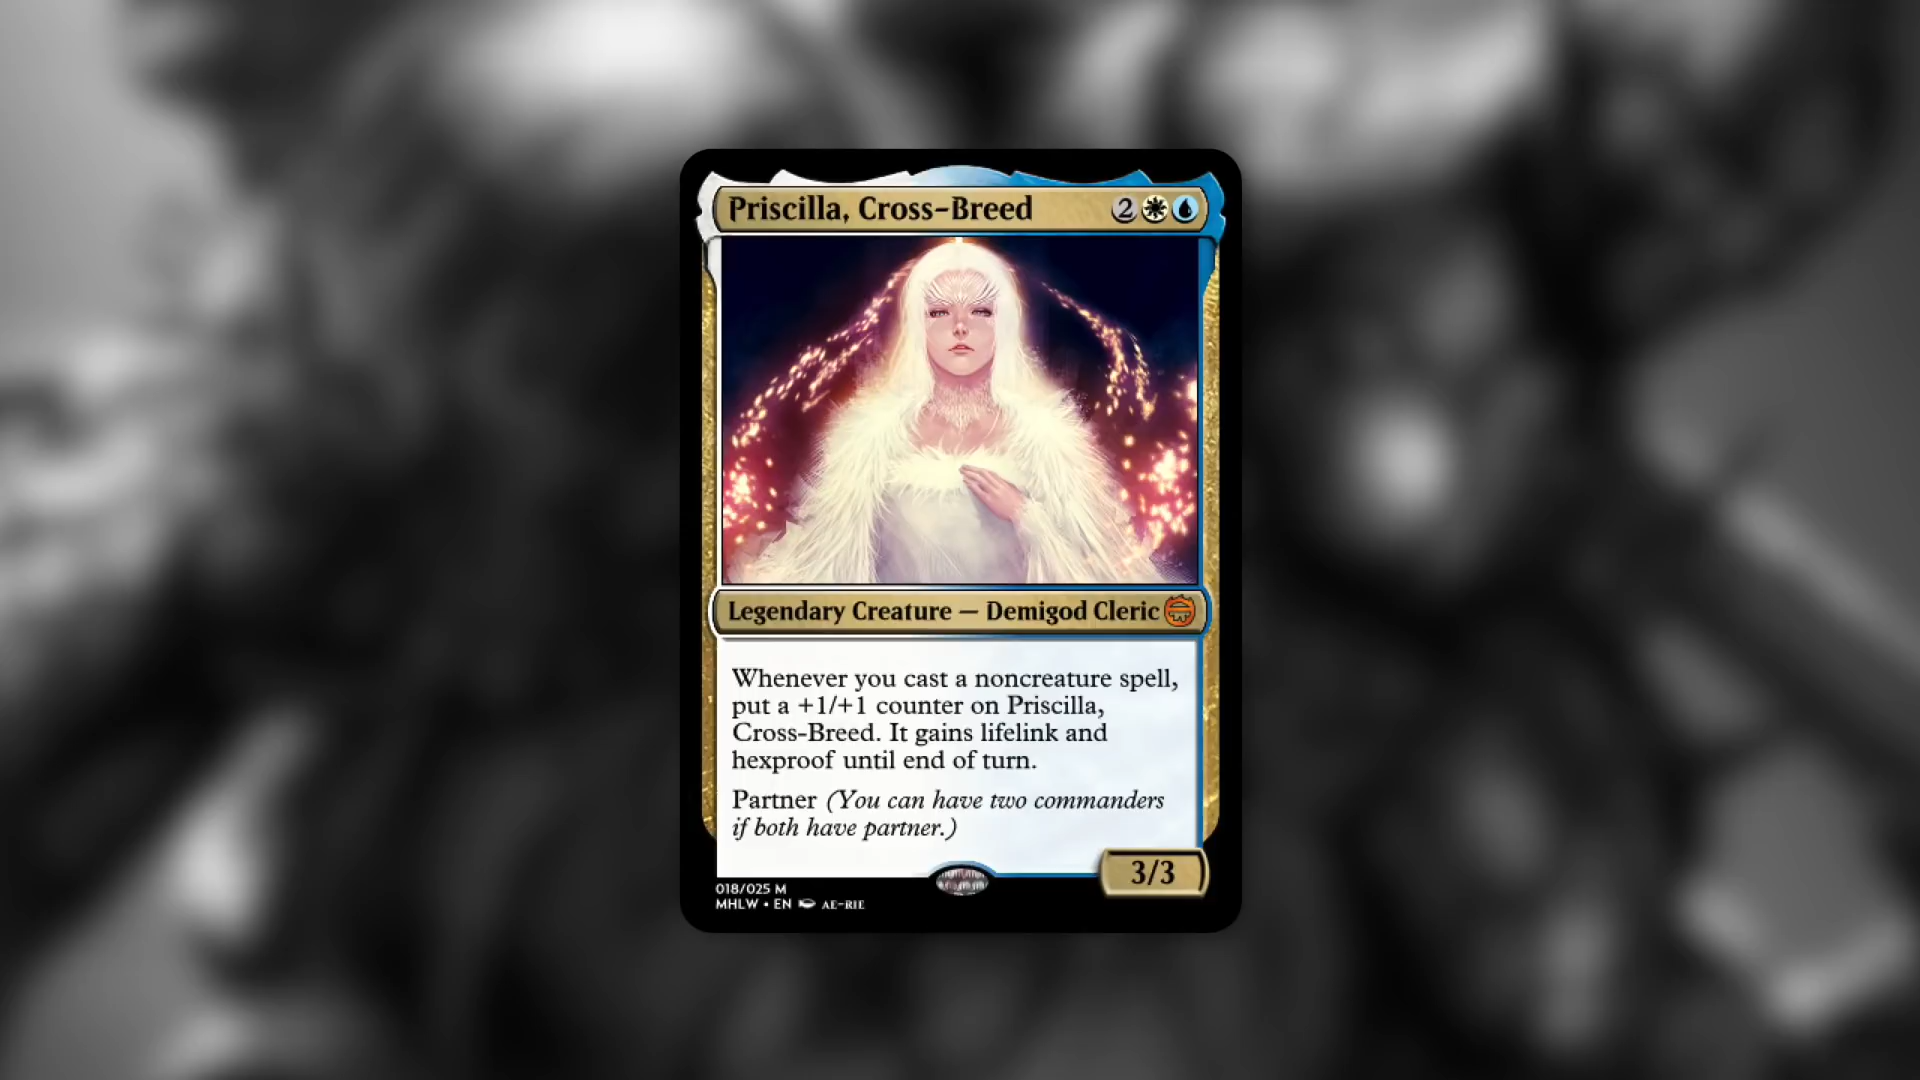 Priscilla, Cross-Breed 2
Legendary Creature — Demigod Cleric
Whenever you cast a noncreature spell,
put a +1/+1 counter on Priscilla,
Cross-Breed. It gains lifelink and
hexproof until end of turn.
Partner (You can have two commanders
if both have partner.)
3/3
018/025 M
MHLW • EN AE-RIE